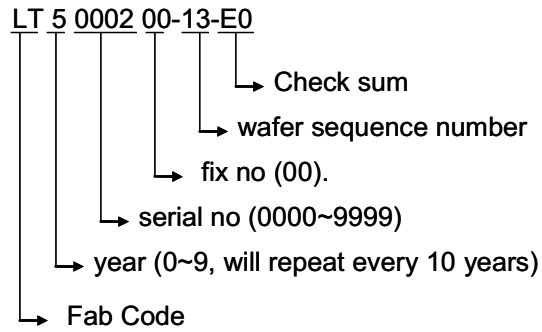 LT 5 0002 00-13-E0
Check sum
wafer sequence number
fix no (00).
serial no (0000~9999)
year (0~9, will repeat every 10 years)
Fab Code